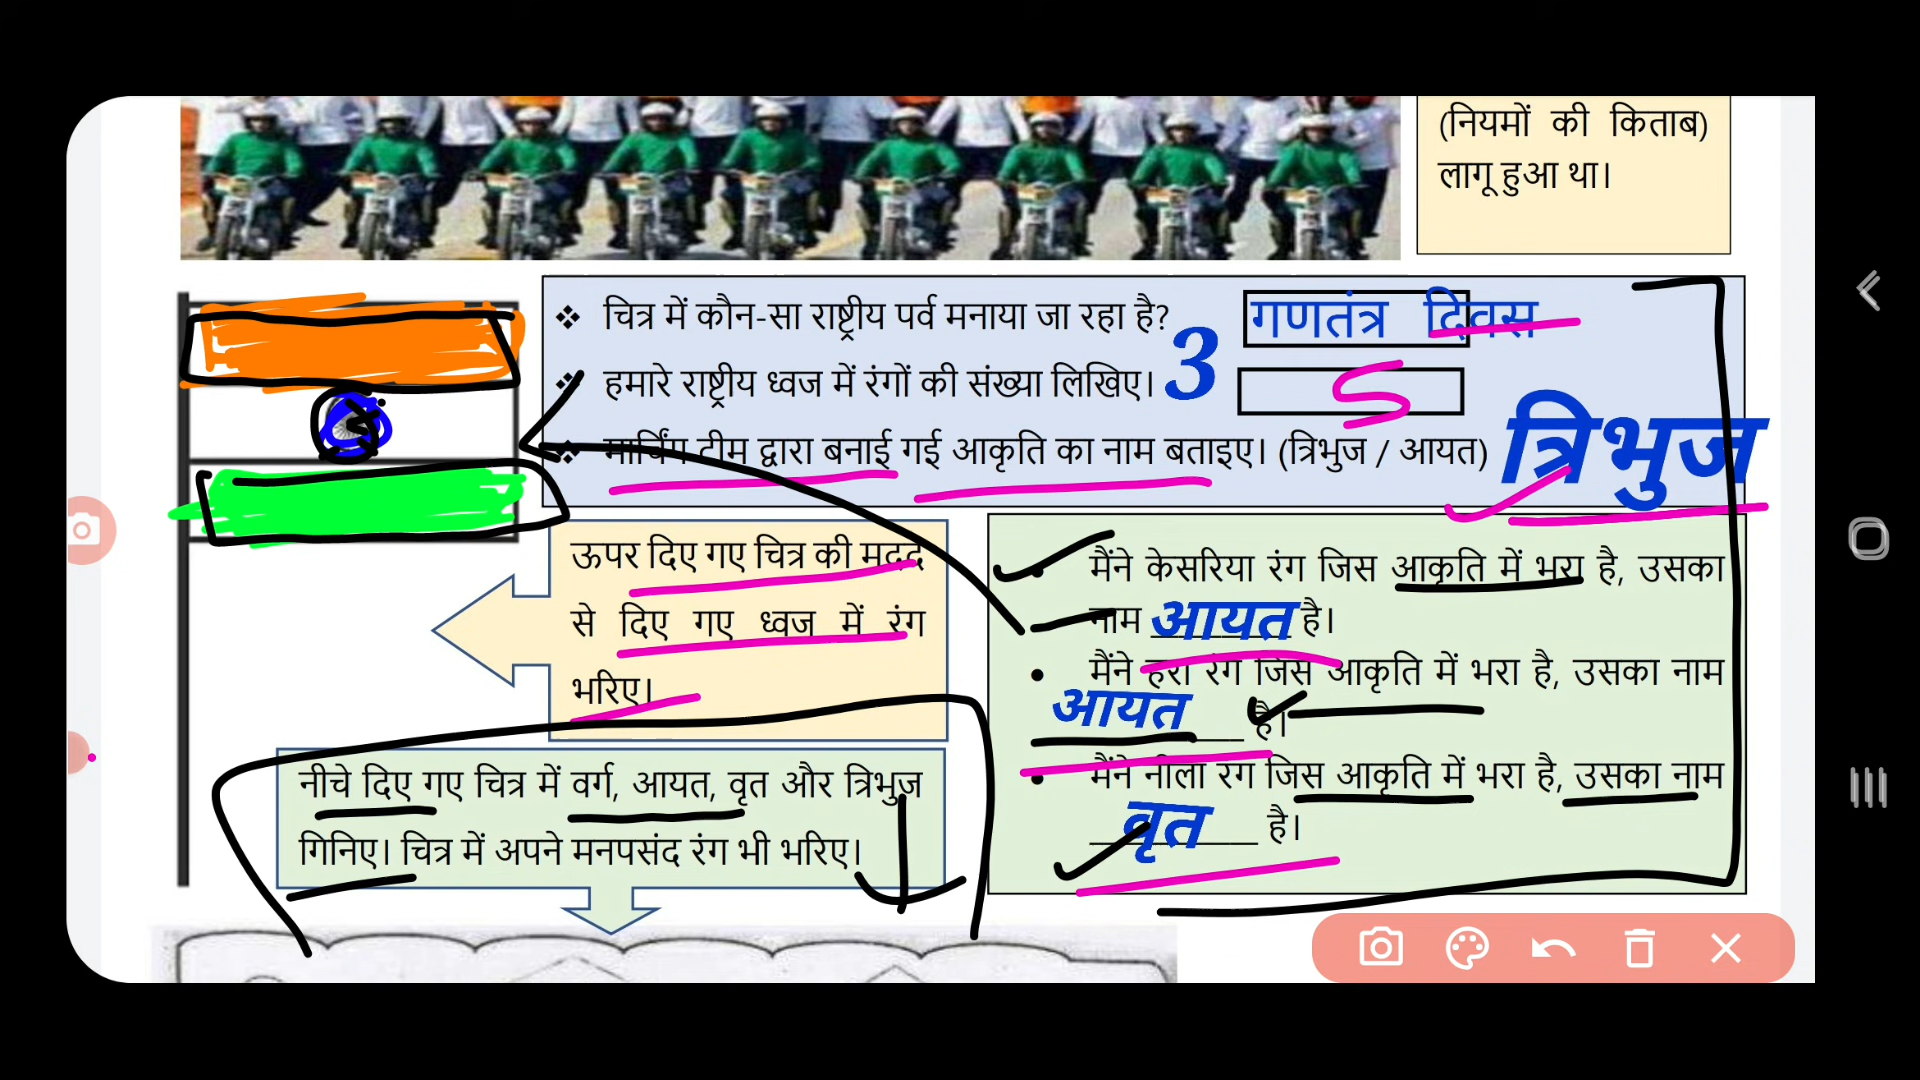 (नियमों की किताब)
लागू हुआ था।
❖ चित्र में कौन-सा राष्ट्रीय पर्व मनाया जा रहा है? गणतंत्र दिवस
❖ हमारे राष्ट्रीय ध्वज में रंगों की संख्या लिखिए। 3 5
❖ मार्चिंग टीम द्वारा बनाई गई आकृति का नाम बताइए। (त्रिभुज / आयत) त्रिभुज
ऊपर दिए गए चित्र की मदद
से दिए गए ध्वज में रंग
भरिए।
• मैंने केसरिया रंग जिस आकृति में भरा है, उसका
नाम आयत है।
• मैंने हरा रंग जिस आकृति में भरा है, उसका नाम
आयत है।
• मैंने नीला रंग जिस आकृति में भरा है, उसका नाम
वृत है।
नीचे दिए गए चित्र में वर्ग, आयत, वृत और त्रिभुज
गिनिए। चित्र में अपने मनपसंद रंग भी भरिए।